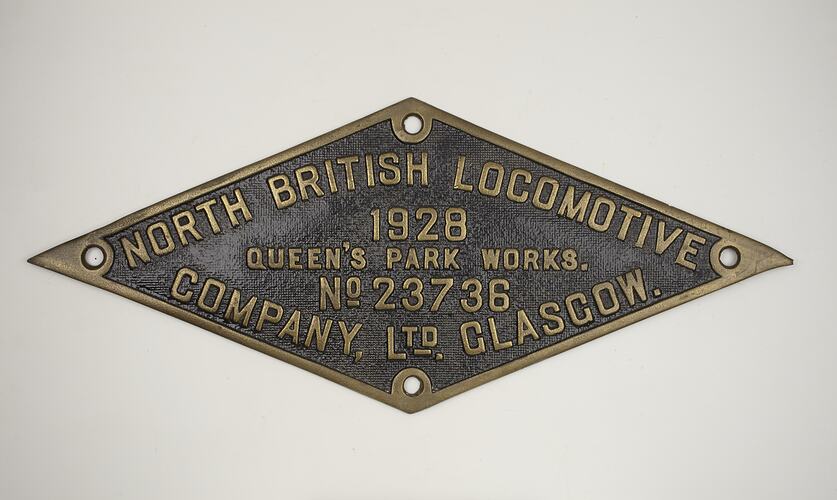 NORTH BRITISH LOCOMOTIVE
1928
QUEEN'S PARK WORKS.
No 23736
COMPANY, LTD. GLASGOW.